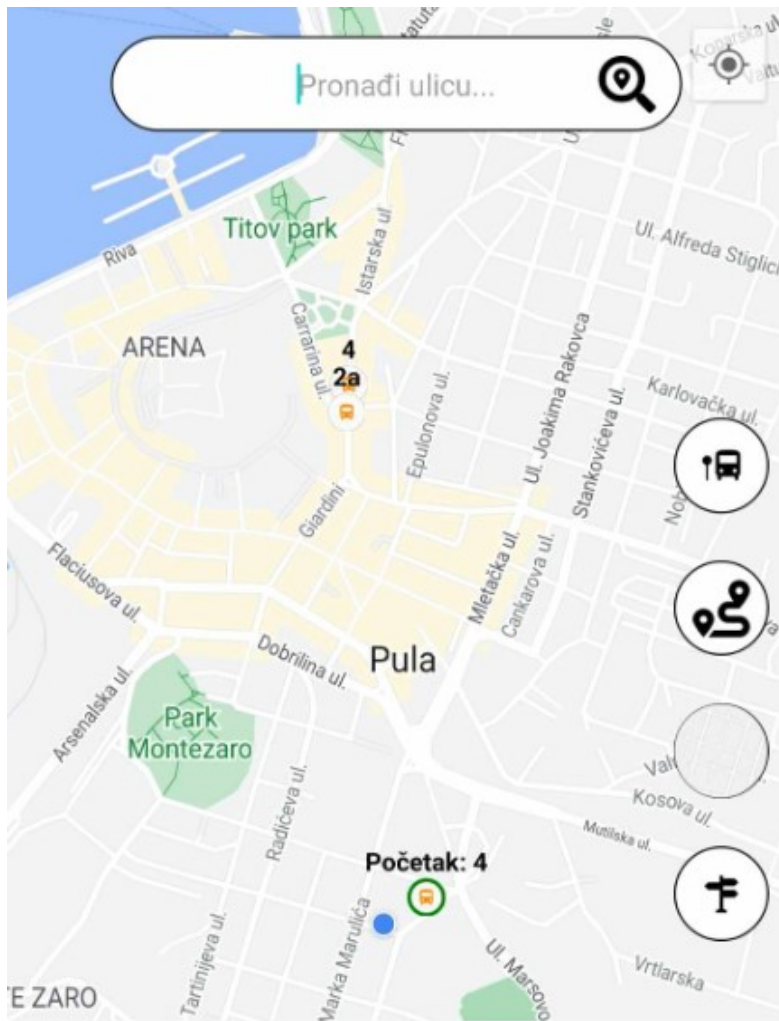 Pronađi ulicu...
Titov park
Riva
Istarska ul.
Ul. Alfreda Stiglića
ARENA
Carrarina ul.
4
2a
Epulonova ul.
Ul. Joakima Rakovca
Karlovačka ul.
Stankovićeva ul.
Giardini
Flaciusova ul.
Mletačka ul.
Cankarova ul.
Dobrilina ul.
Pula
Arsenalska ul.
Park
Montezaro
Radićeva ul.
Kosova ul.
Mutilska ul.
Početak: 4
Marka Marulića
Tartinijeva ul.
Ul. Marsovo
Vrtlarska
E ZARO